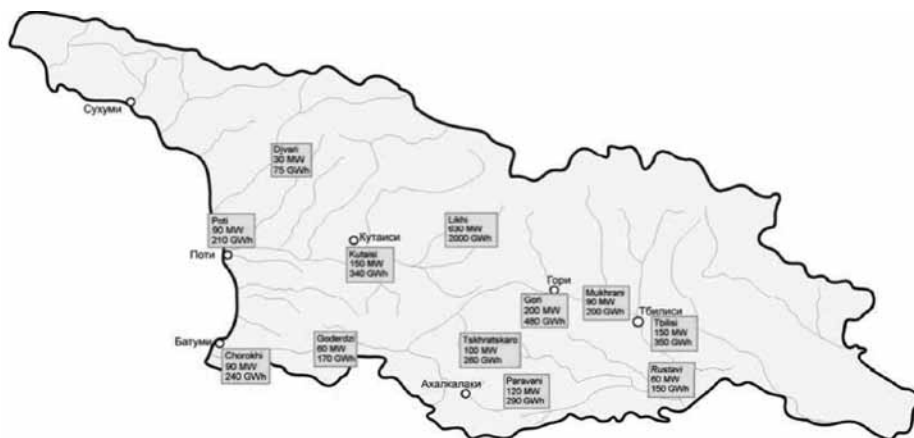 Сухуми
Djvari
30 MW
75 GWh
Poti
90 MW
210 GWh
Поти
Кутаиси
Kutaisi
150 MW
340 GWh
Likhi
630 MW
2000 GWh
Гори
Gori
200 MW
480 GWh
Mukhrani
90 MW
200 GWh
Тбилиси
Tbilisi
150 MW
350 GWh
Батуми
Chorokhi
90 MW
240 GWh
Goderdzi
60 MW
170 GWh
Tskhratskaro
100 MW
260 GWh
Ахалкалаки
Paravani
120 MW
290 GWh
Rustavi
60 MW
150 GWh